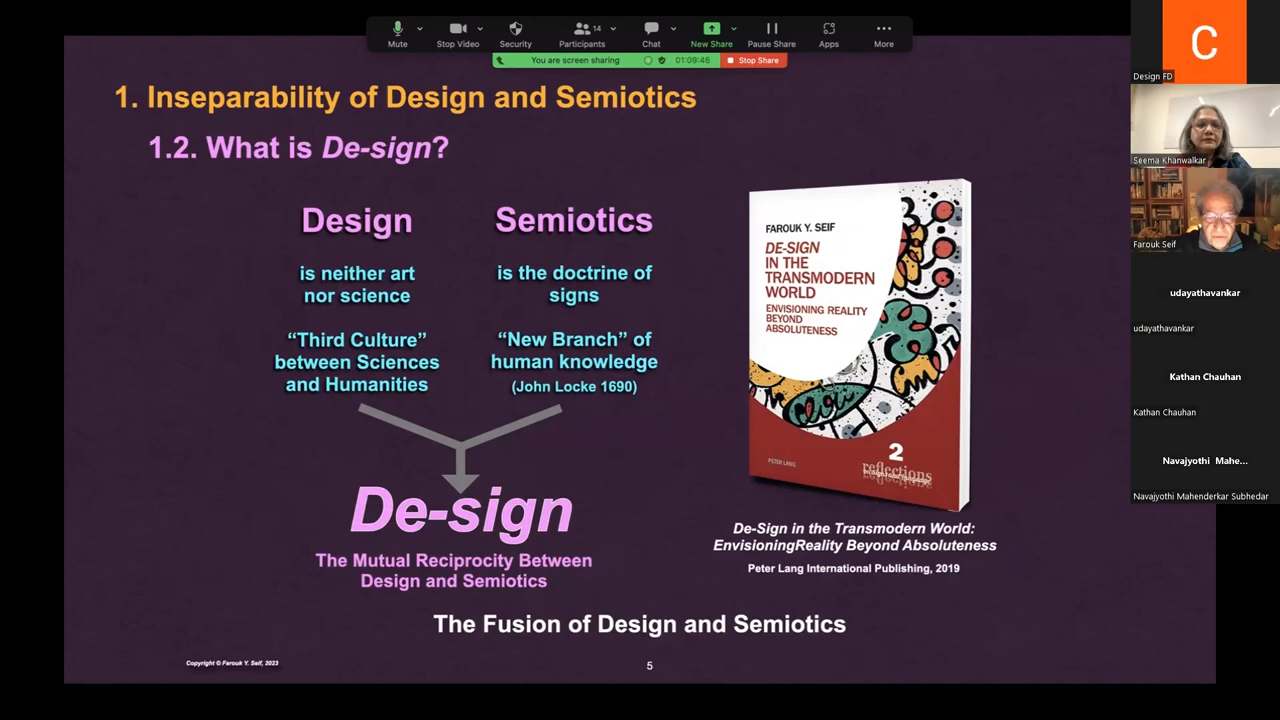 14
Mute
Stop Video
Security
Participants
Chat
New Share
Pause Share
Apps
More
You are screen sharing
01:09:46
Stop Share
1. Inseparability of Design and Semiotics
1.2. What is De-sign?
Design
is neither art
nor science
“Third Culture”
between Sciences
and Humanities
Semiotics
is the doctrine of
signs
“New Branch” of
human knowledge
(John Locke 1690)
De-sign
The Mutual Reciprocity Between
Design and Semiotics
FAROUK Y. SEIF
DE-SIGN
IN THE
TRANSMODERN
WORLD
ENVISIONING REALITY
BEYOND
ABSOLUTENESS
2
reflections
PETER LANG
De-Sign in the Transmodern World:
EnvisioningReality Beyond Absoluteness
Peter Lang International Publishing, 2019
The Fusion of Design and Semiotics
Copyright © Farouk Y. Seif, 2023
5
C
Design FD
Seema Khanwalkar
Farouk Seif
udayathavankar
udayathavankar
Kathan Chauhan
Kathan Chauhan
Navajyothi Mahe...
Navajyothi Mahenderkar Subhedar